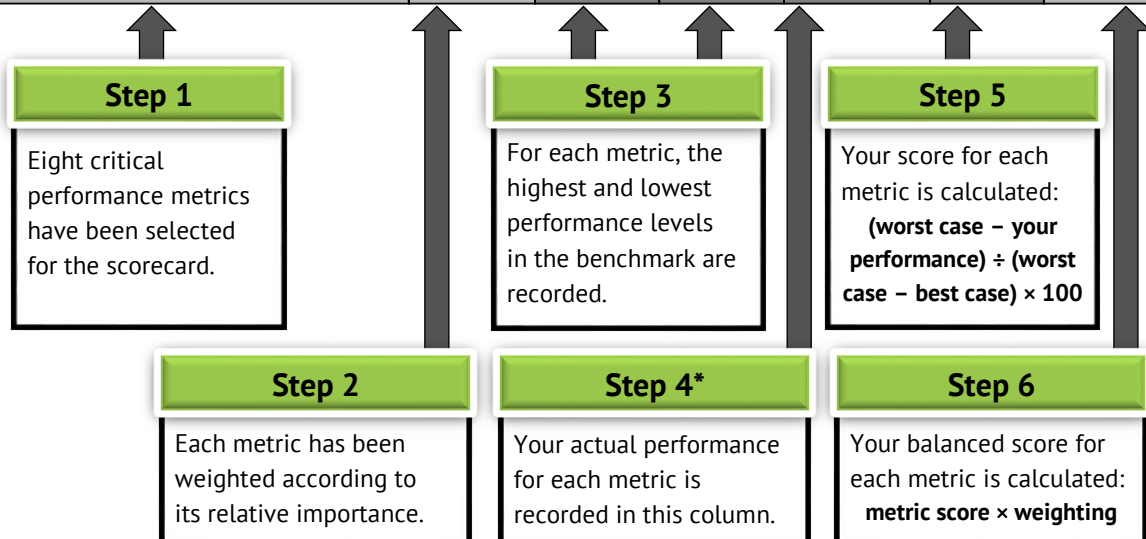 Step 1
Eight critical
performance metrics
have been selected
for the scorecard.
Step 2
Each metric has been
weighted according to
its relative importance.
Step 3
For each metric, the
highest and lowest
performance levels
in the benchmark are
recorded.
Step 4*
Your actual performance
for each metric is
recorded in this column.
Step 5
Your score for each
metric is calculated:
(worst case – your
performance) ÷ (worst
case – best case) × 100
Step 6
Your balanced score for
each metric is calculated:
metric score × weighting